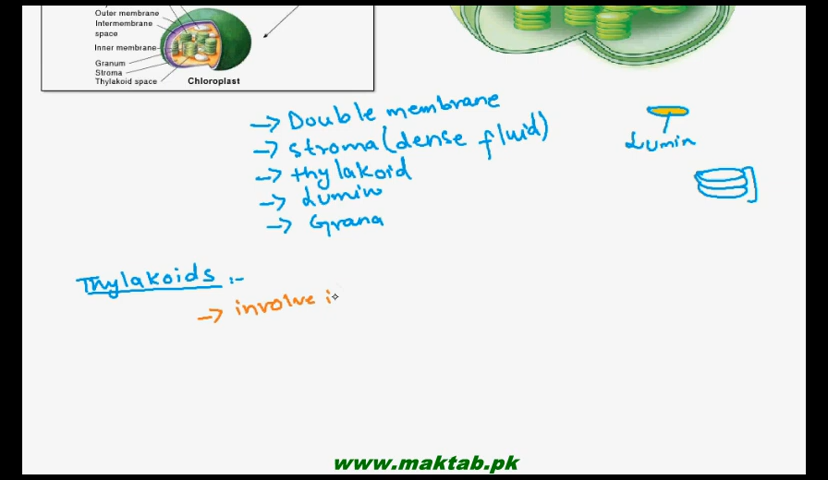 Outer membrane
Intermembrane
space
Inner membrane
Granum
Stroma
Thylakoid space
Chloroplast
-> Double membrane
-> stroma (dense fluid)
-> thylakoid
-> Lumin
-> Grana
Lumin
Thylakoids :-
-> involve i
www.maktab.pk